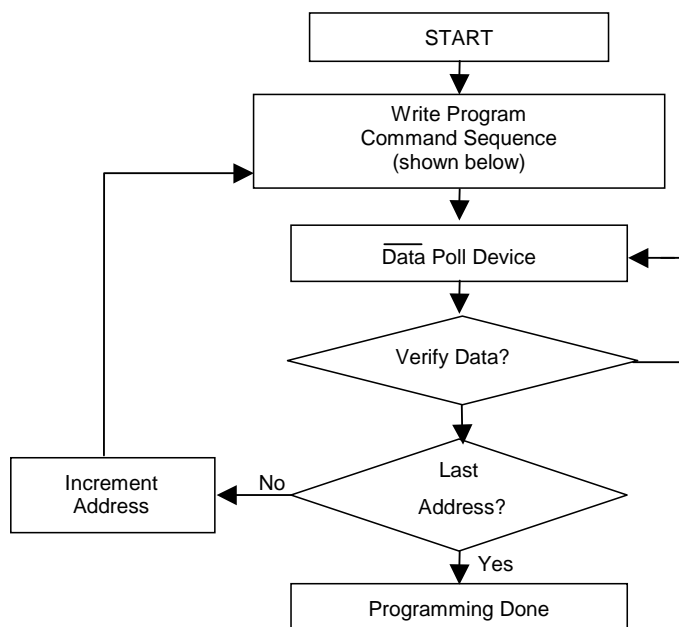 START
Write Program
Command Sequence
(shown below)
Data Poll Device
Verify Data?
Last
Address?
No
Increment
Address
Yes
Programming Done